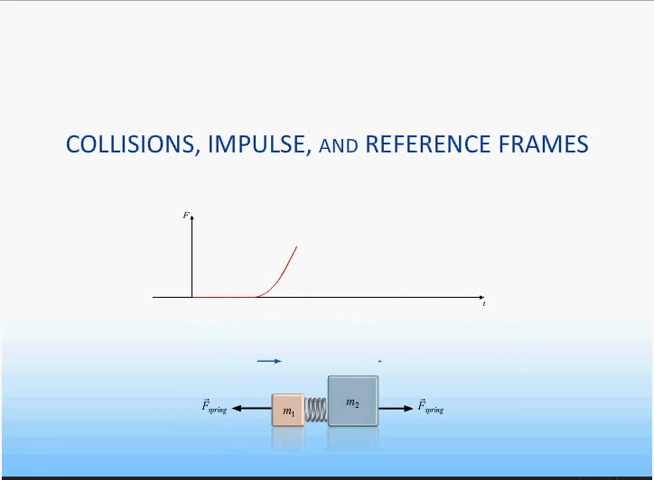 COLLISIONS, IMPULSE, AND REFERENCE FRAMES
F
t
F⃗spring m₁ m₂ F⃗spring